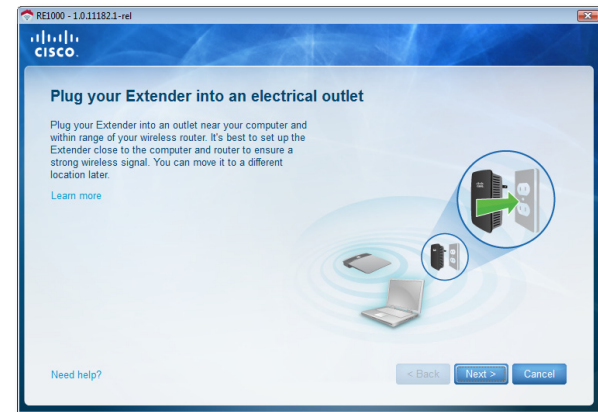 RE1000 - 1.0.11182.1-rel
CISCO.
Plug your Extender into an electrical outlet
Plug your Extender into an outlet near your computer and
within range of your wireless router. It's best to set up the
Extender close to the computer and router to ensure a
strong wireless signal. You can move it to a different
location later.
Learn more
Need help?
< Back Next > Cancel